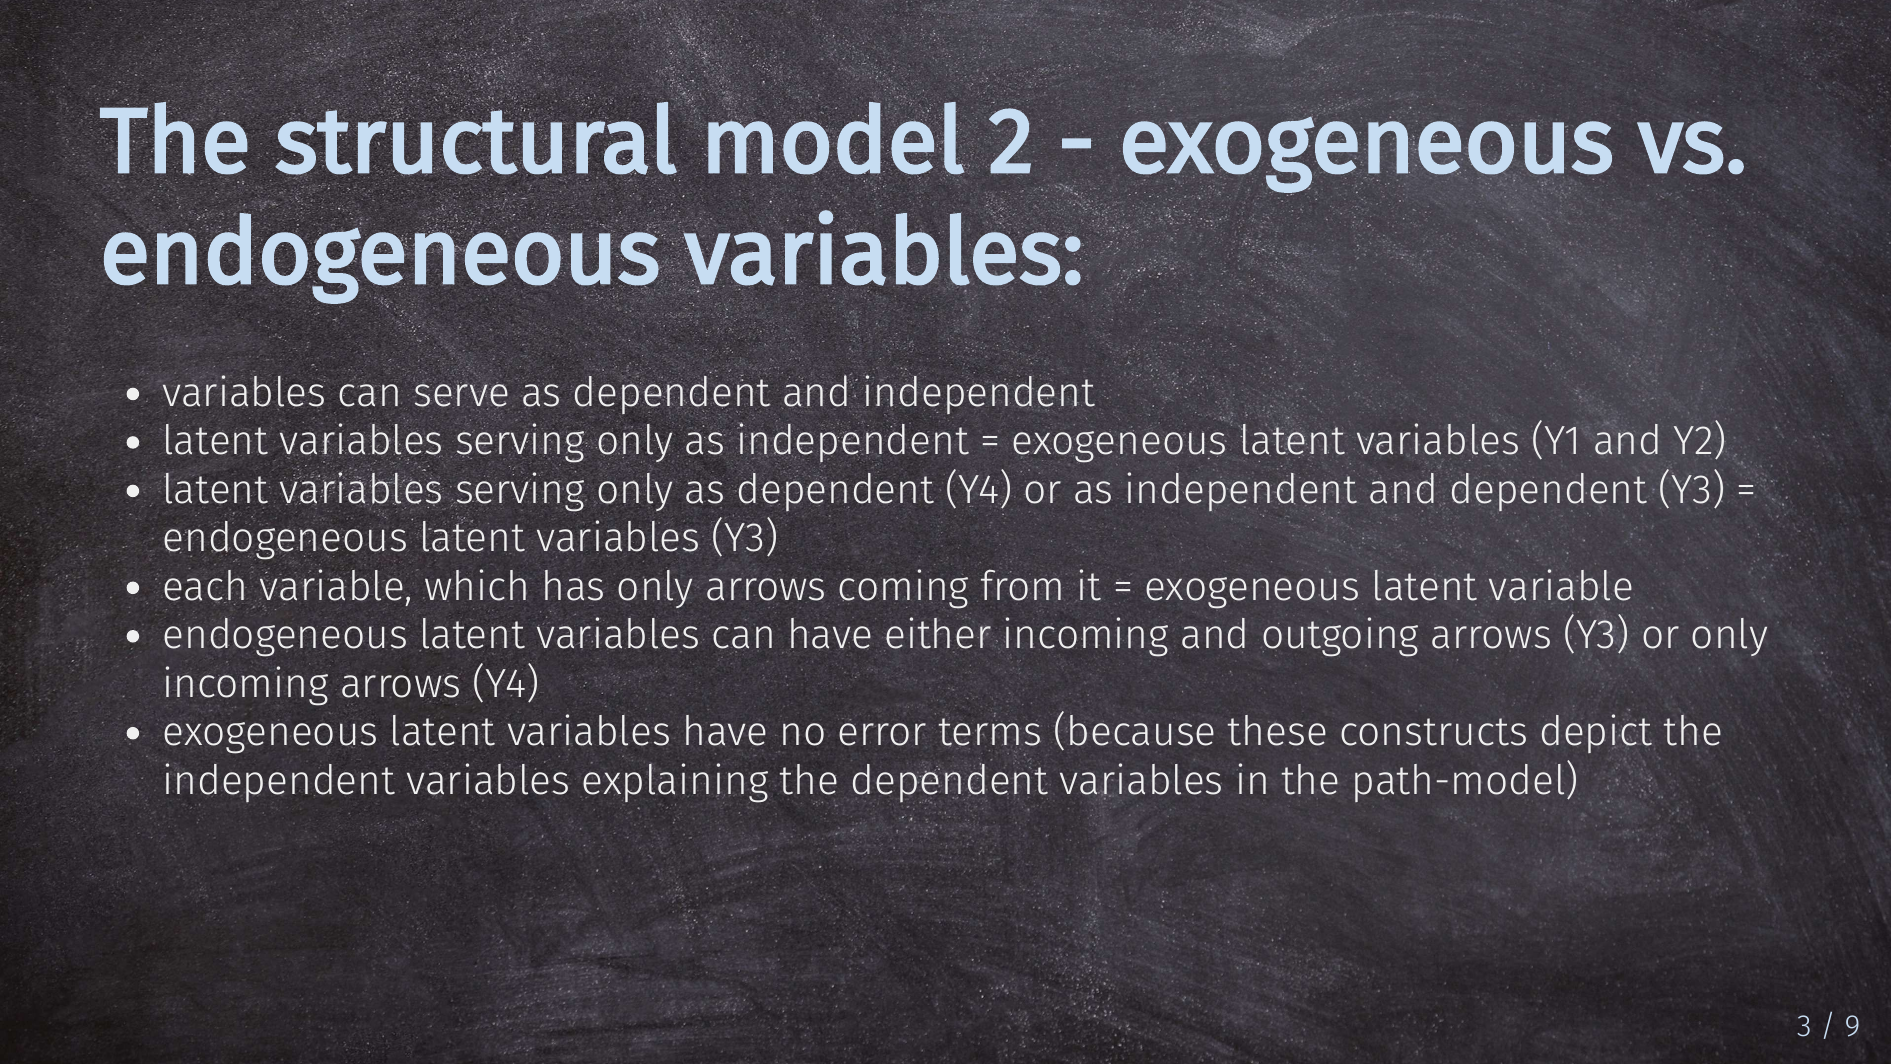 The structural model 2 - exogeneous vs.
endogeneous variables:
• variables can serve as dependent and independent
• latent variables serving only as independent = exogeneous latent variables (Y1 and Y2)
• latent variables serving only as dependent (Y4) or as independent and dependent (Y3) =
endogeneous latent variables (Y3)
• each variable, which has only arrows coming from it = exogeneous latent variable
• endogeneous latent variables can have either incoming and outgoing arrows (Y3) or only
incoming arrows (Y4)
• exogeneous latent variables have no error terms (because these constructs depict the
independent variables explaining the dependent variables in the path-model)
3 / 9